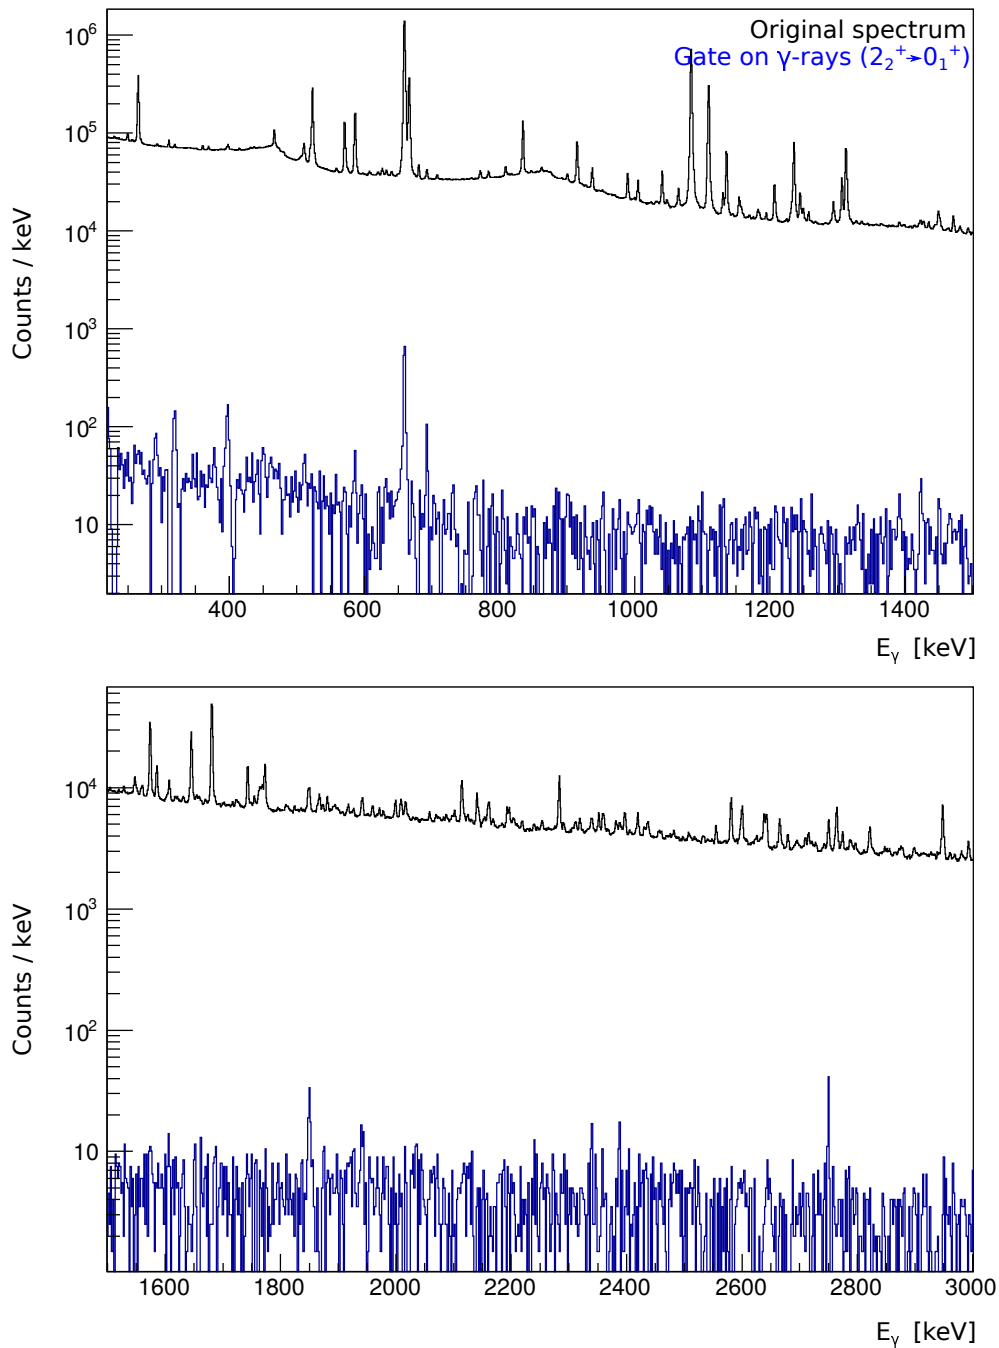 Original spectrum
Gate on γ-rays (2₂⁺→0₁⁺)
10⁶
10⁵
10⁴
10³
10²
10
Counts / keV
400 600 800 1000 1200 1400
E_γ [keV]
10⁴
10³
10²
10
Counts / keV
1600 1800 2000 2200 2400 2600 2800 3000
E_γ [keV]